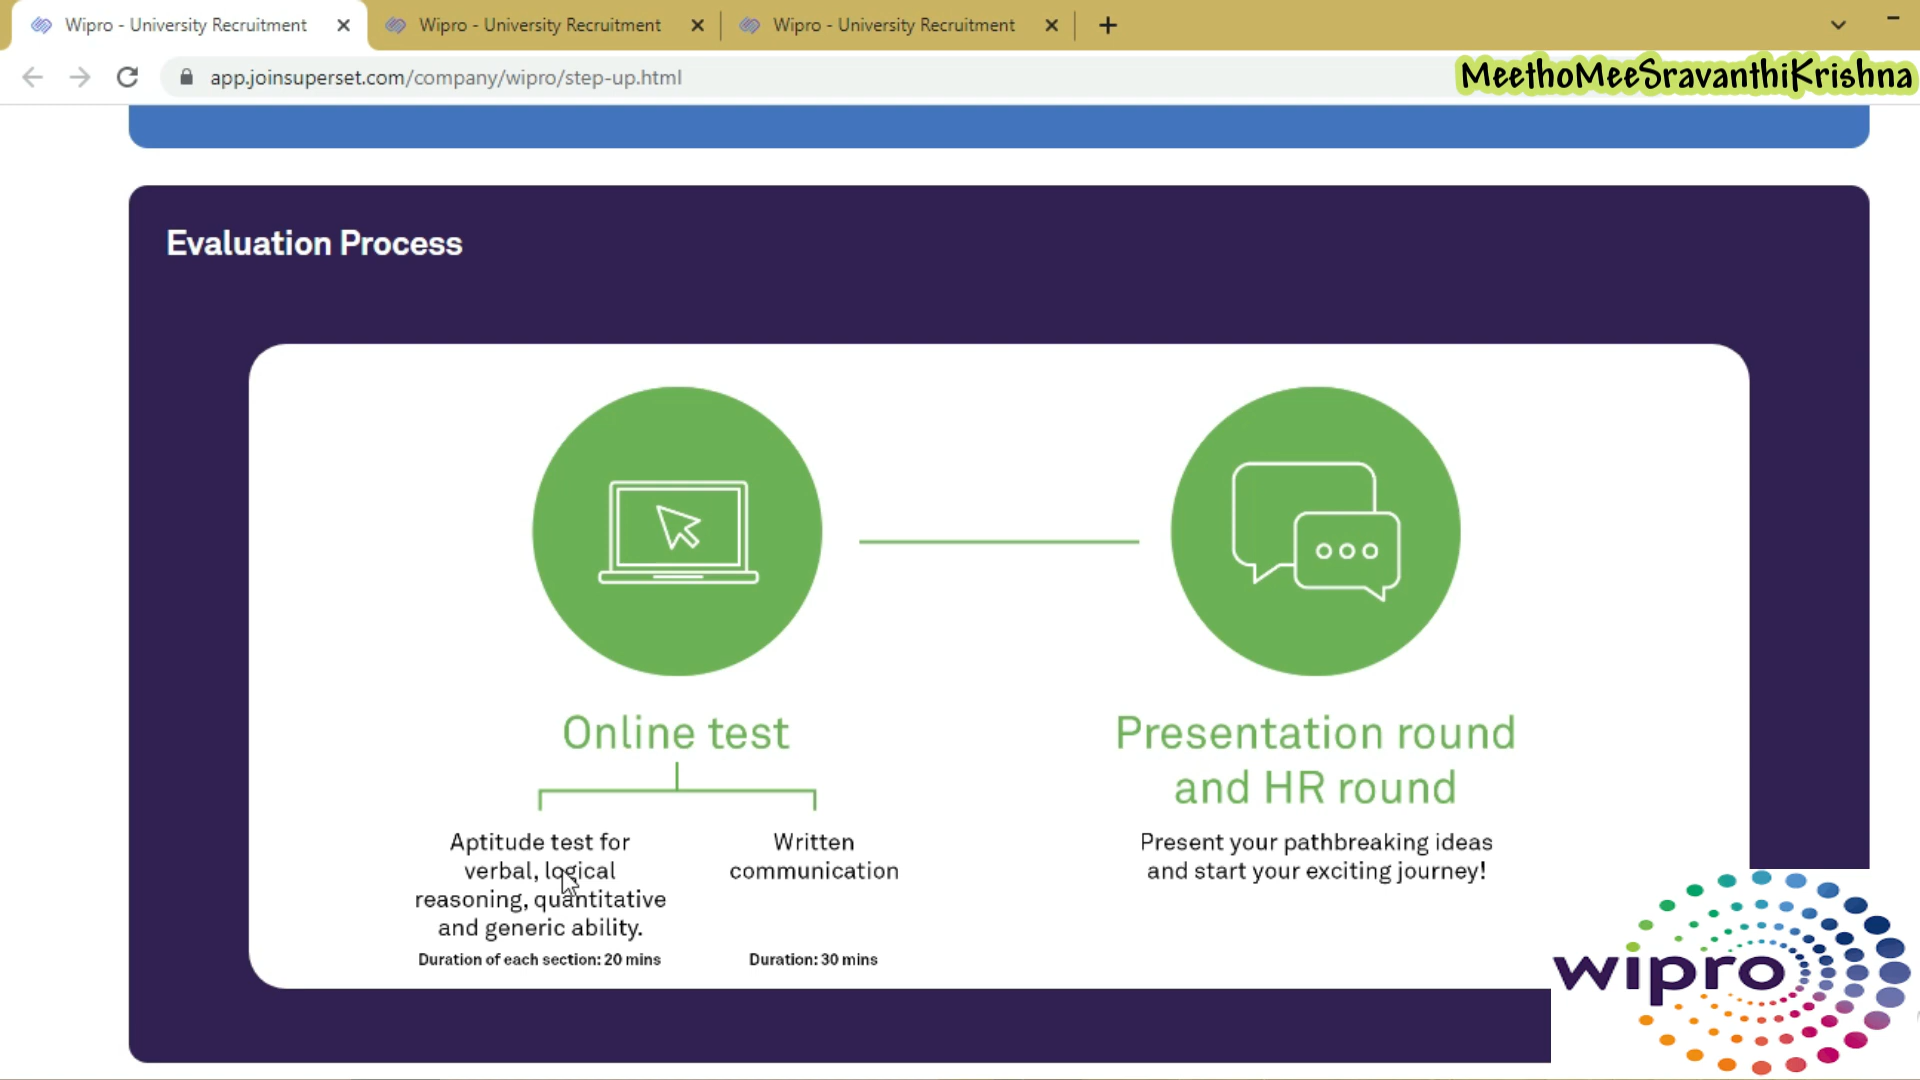 Wipro - University Recruitment
Wipro - University Recruitment
Wipro - University Recruitment
app.joinsuperset.com/company/wipro/step-up.html
MeethoMeeSravanthiKrishna
Evaluation Process
Online test
Aptitude test for
verbal, logical
reasoning, quantitative
and generic ability.
Duration of each section: 20 mins
Written
communication
Duration: 30 mins
Presentation round
and HR round
Present your pathbreaking ideas
and start your exciting journey!
wipro